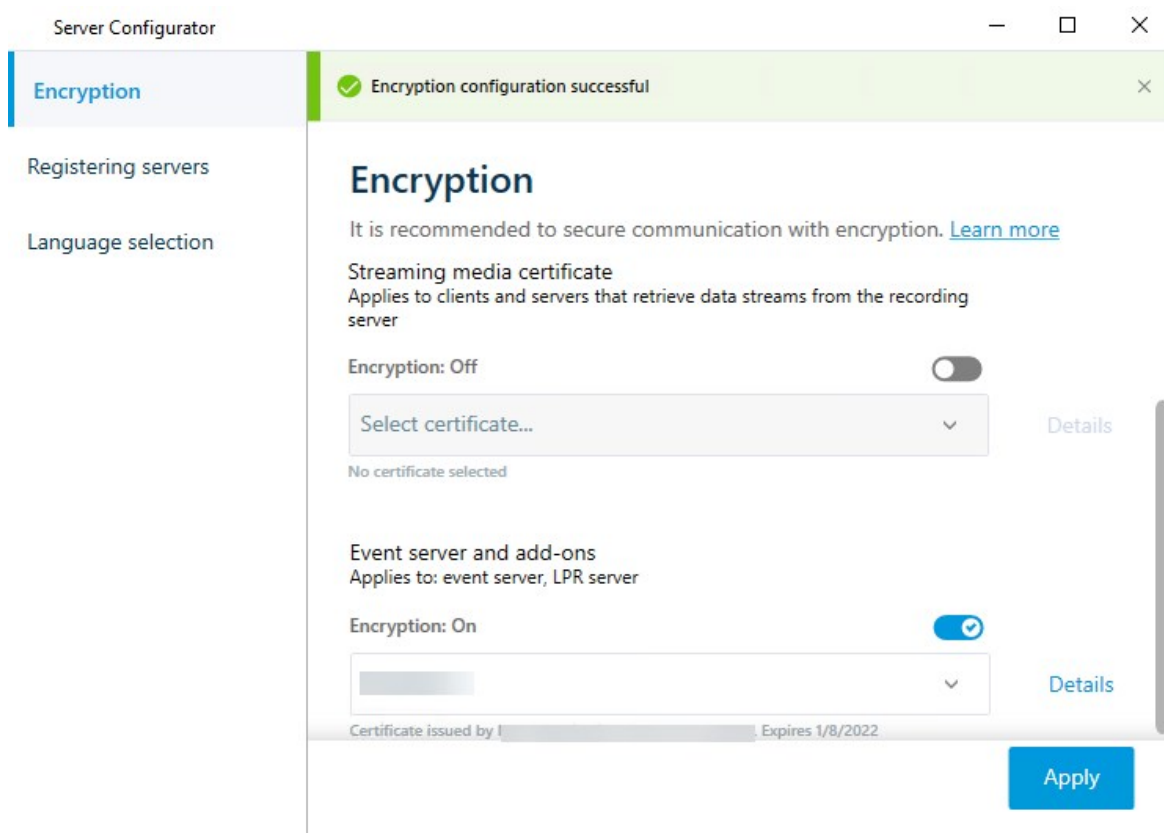 Server Configurator
Encryption
Registering servers
Language selection
Encryption configuration successful
Encryption
It is recommended to secure communication with encryption. Learn more
Streaming media certificate
Applies to clients and servers that retrieve data streams from the recording
server
Encryption: Off
Select certificate...
Details
No certificate selected
Event server and add-ons
Applies to: event server, LPR server
Encryption: On
Details
Certificate issued by . Expires 1/8/2022
Apply